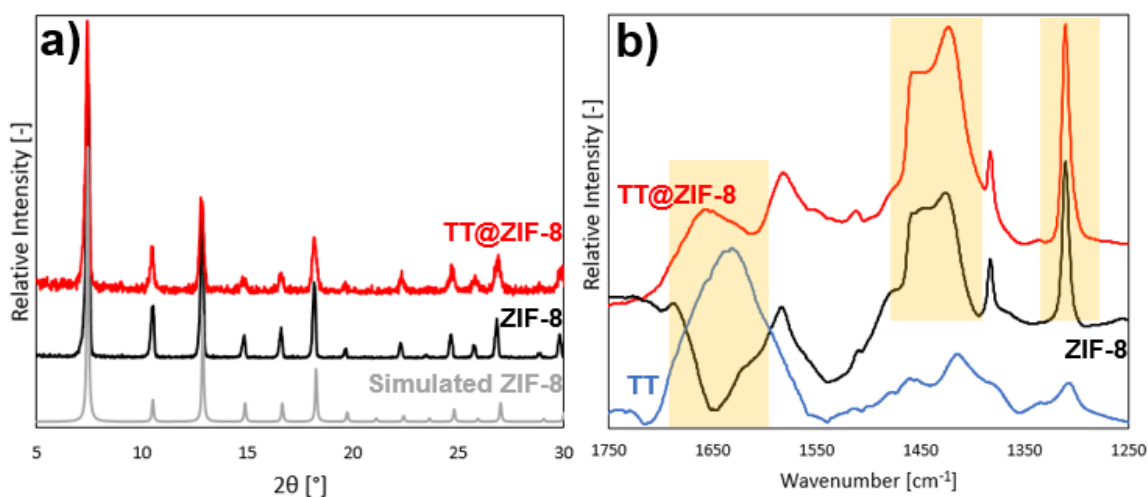 a)
Relative Intensity [-]
TT@ZIF-8
ZIF-8
Simulated ZIF-8
5 10 15 20 25 30
2θ [°]
b)
Relative Intensity [-]
TT@ZIF-8
ZIF-8
TT
1750 1650 1550 1450 1350 1250
Wavenumber [cm⁻¹]